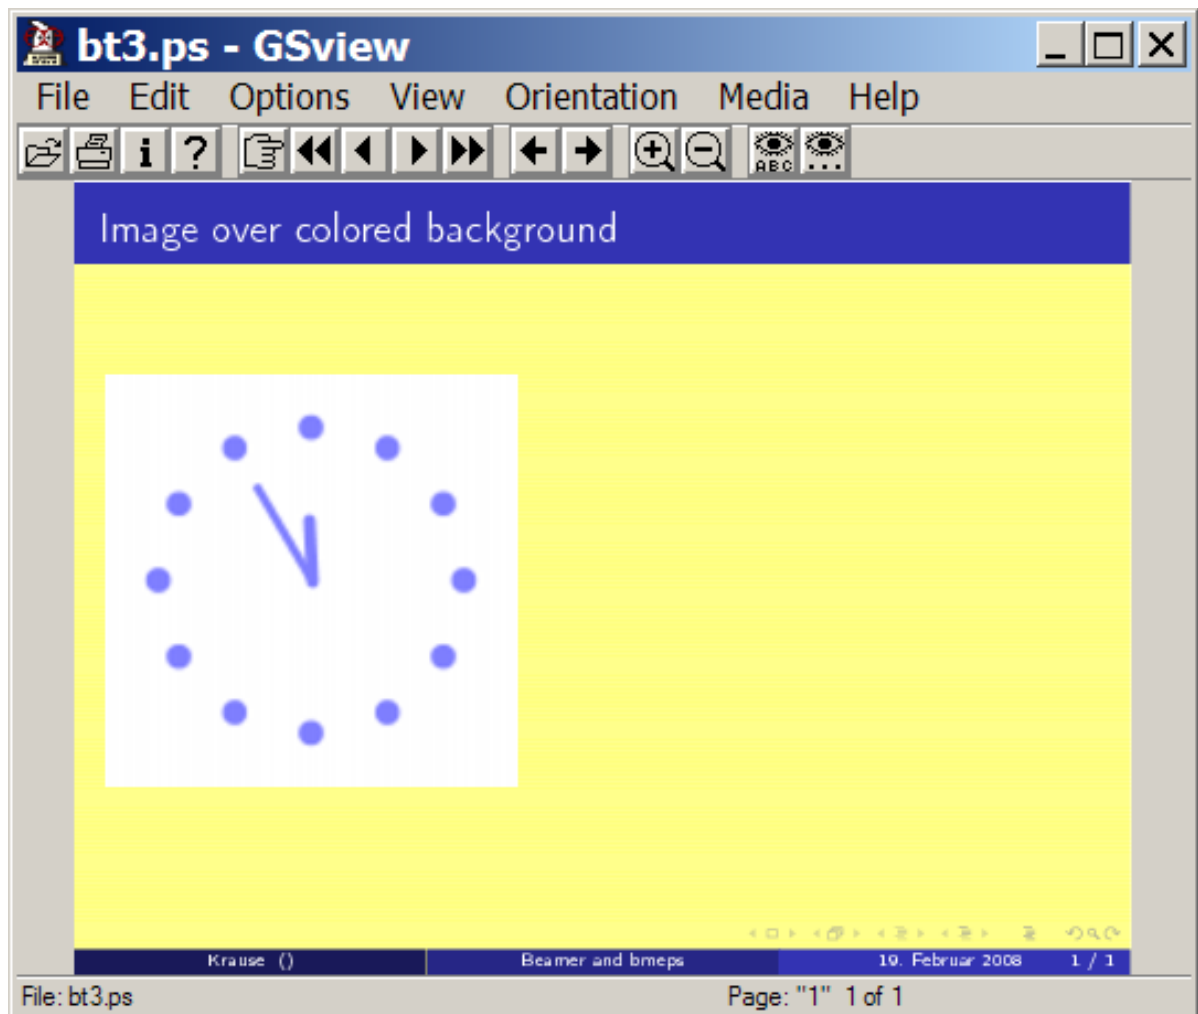 bt3.ps - GSview
File Edit Options View Orientation Media Help
i ? ABC
Image over colored background
Krause () Beamer and bmeps 19. Februar 2008 1 / 1
File: bt3.ps Page: "1" 1 of 1